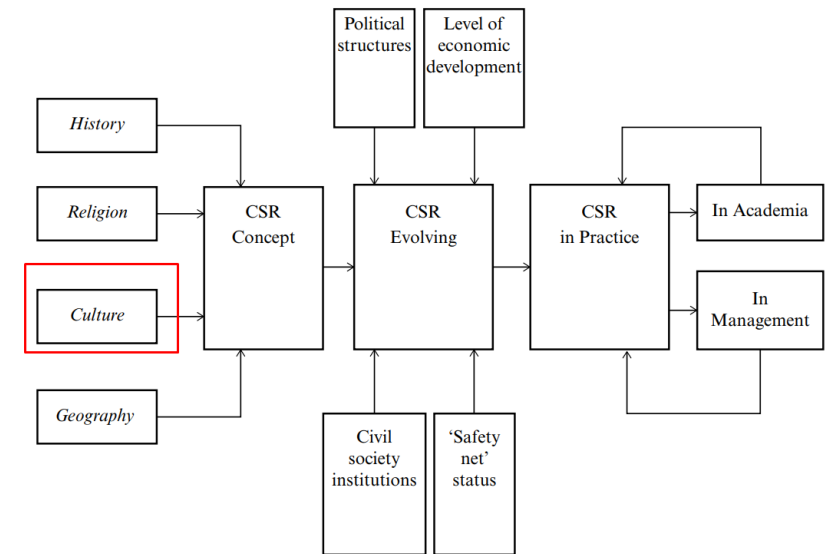 Political
structures
Level of
economic
development
History
Religion
Culture
Geography
CSR
Concept
CSR
Evolving
CSR
in Practice
In Academia
In
Management
Civil
society
institutions
‘Safety
net’
status